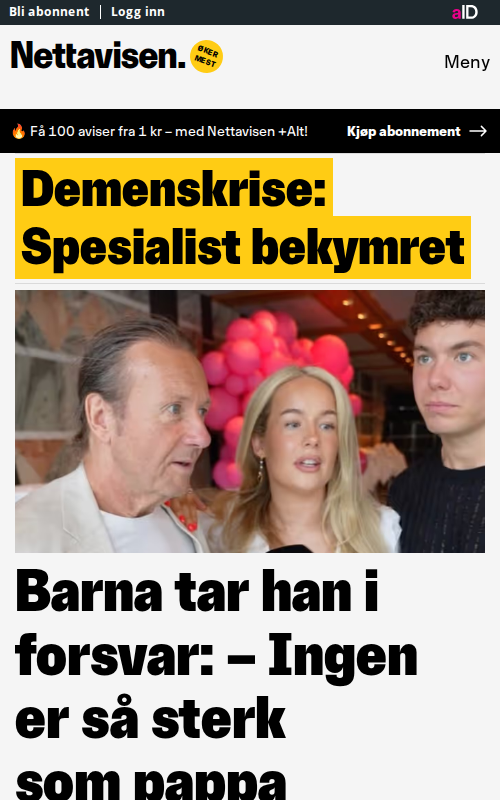 Bli abonnent | Logg inn
aID
Nettavisen.
ØKER
MEST
Meny
🔥 Få 100 aviser fra 1 kr – med Nettavisen +Alt!
Kjøp abonnement →
Demenskrise:
Spesialist bekymret
Barna tar han i
forsvar: – Ingen
er så sterk
som pappa